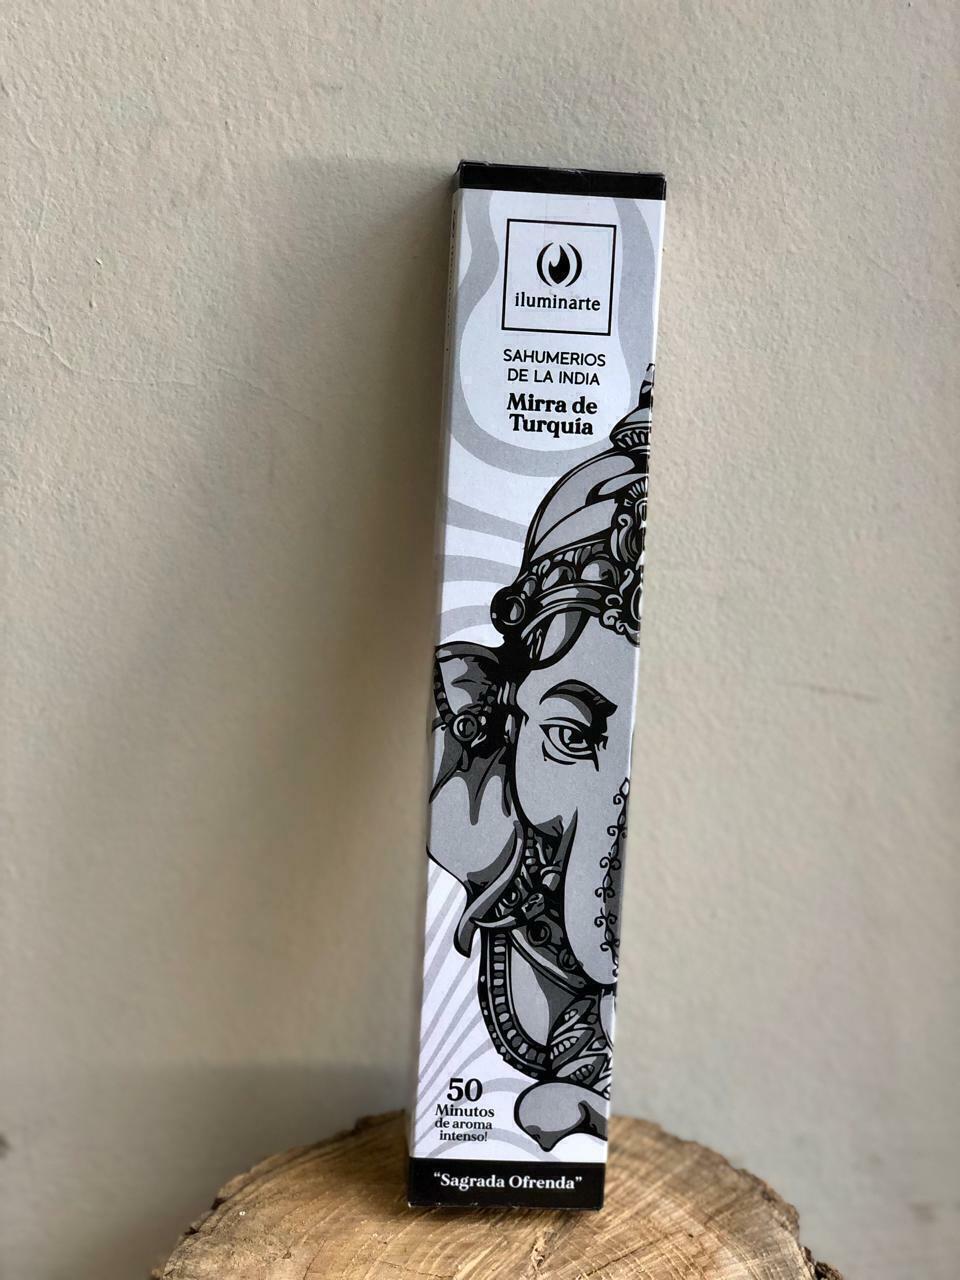 iluminarte
SAHUMERIOS
DE LA INDIA
Mirra de
Turquía
50
Minutos
de aroma
intenso!
“Sagrada Ofrenda”